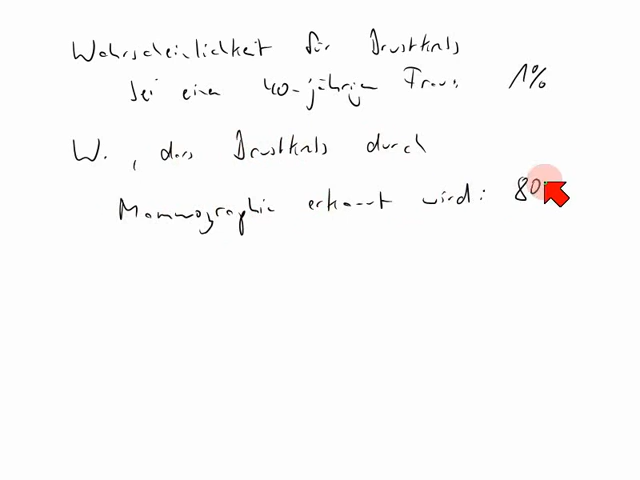 Wahrscheinlichkeit für Brustkrebs
bei einer 40-jährigen Frau: 1%
W. , dass Brustkrebs durch
Mammographie erkannt wird: 80